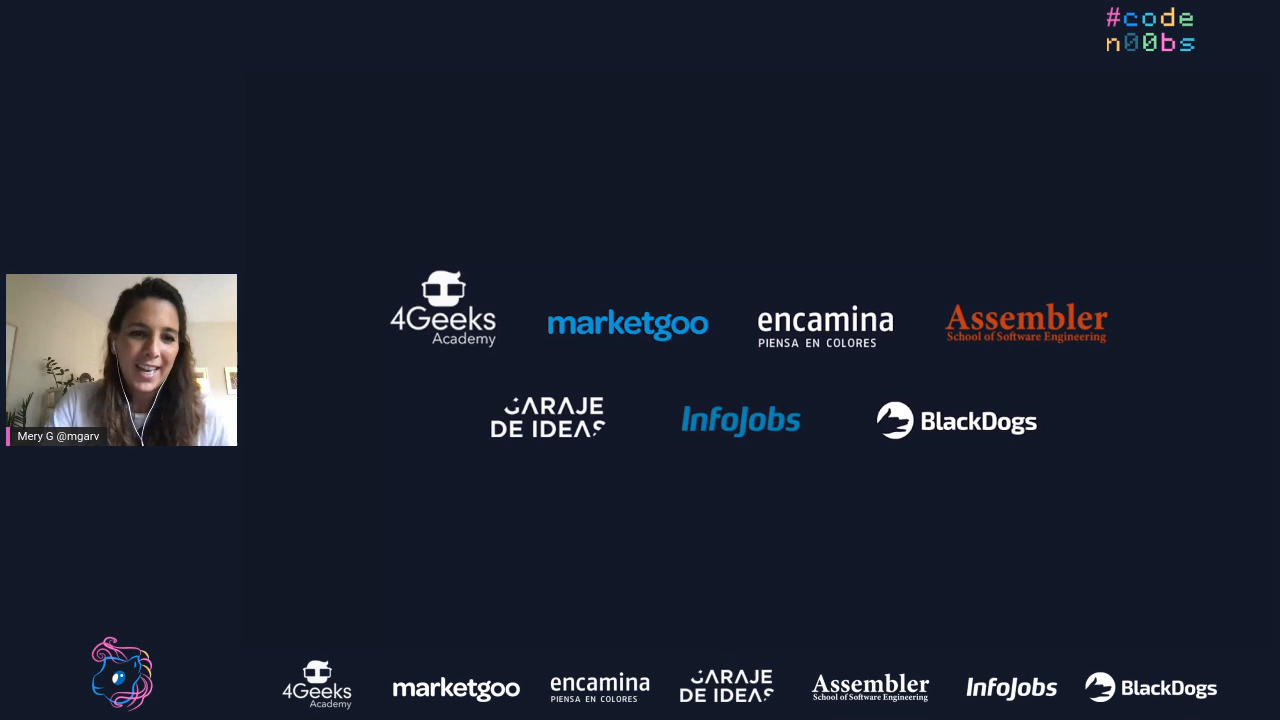 #code
n00bs
4Geeks
Academy
marketgoo
encamina
PIENSA EN COLORES
Assembler
School of Software Engineering
GARAJE
DE IDEAS
InfoJobs
BlackDogs
Mery G @mgarv
4Geeks
Academy
marketgoo
encamina
PIENSA EN COLORES
GARAJE
DE IDEAS
Assembler
School of Software Engineering
InfoJobs
BlackDogs